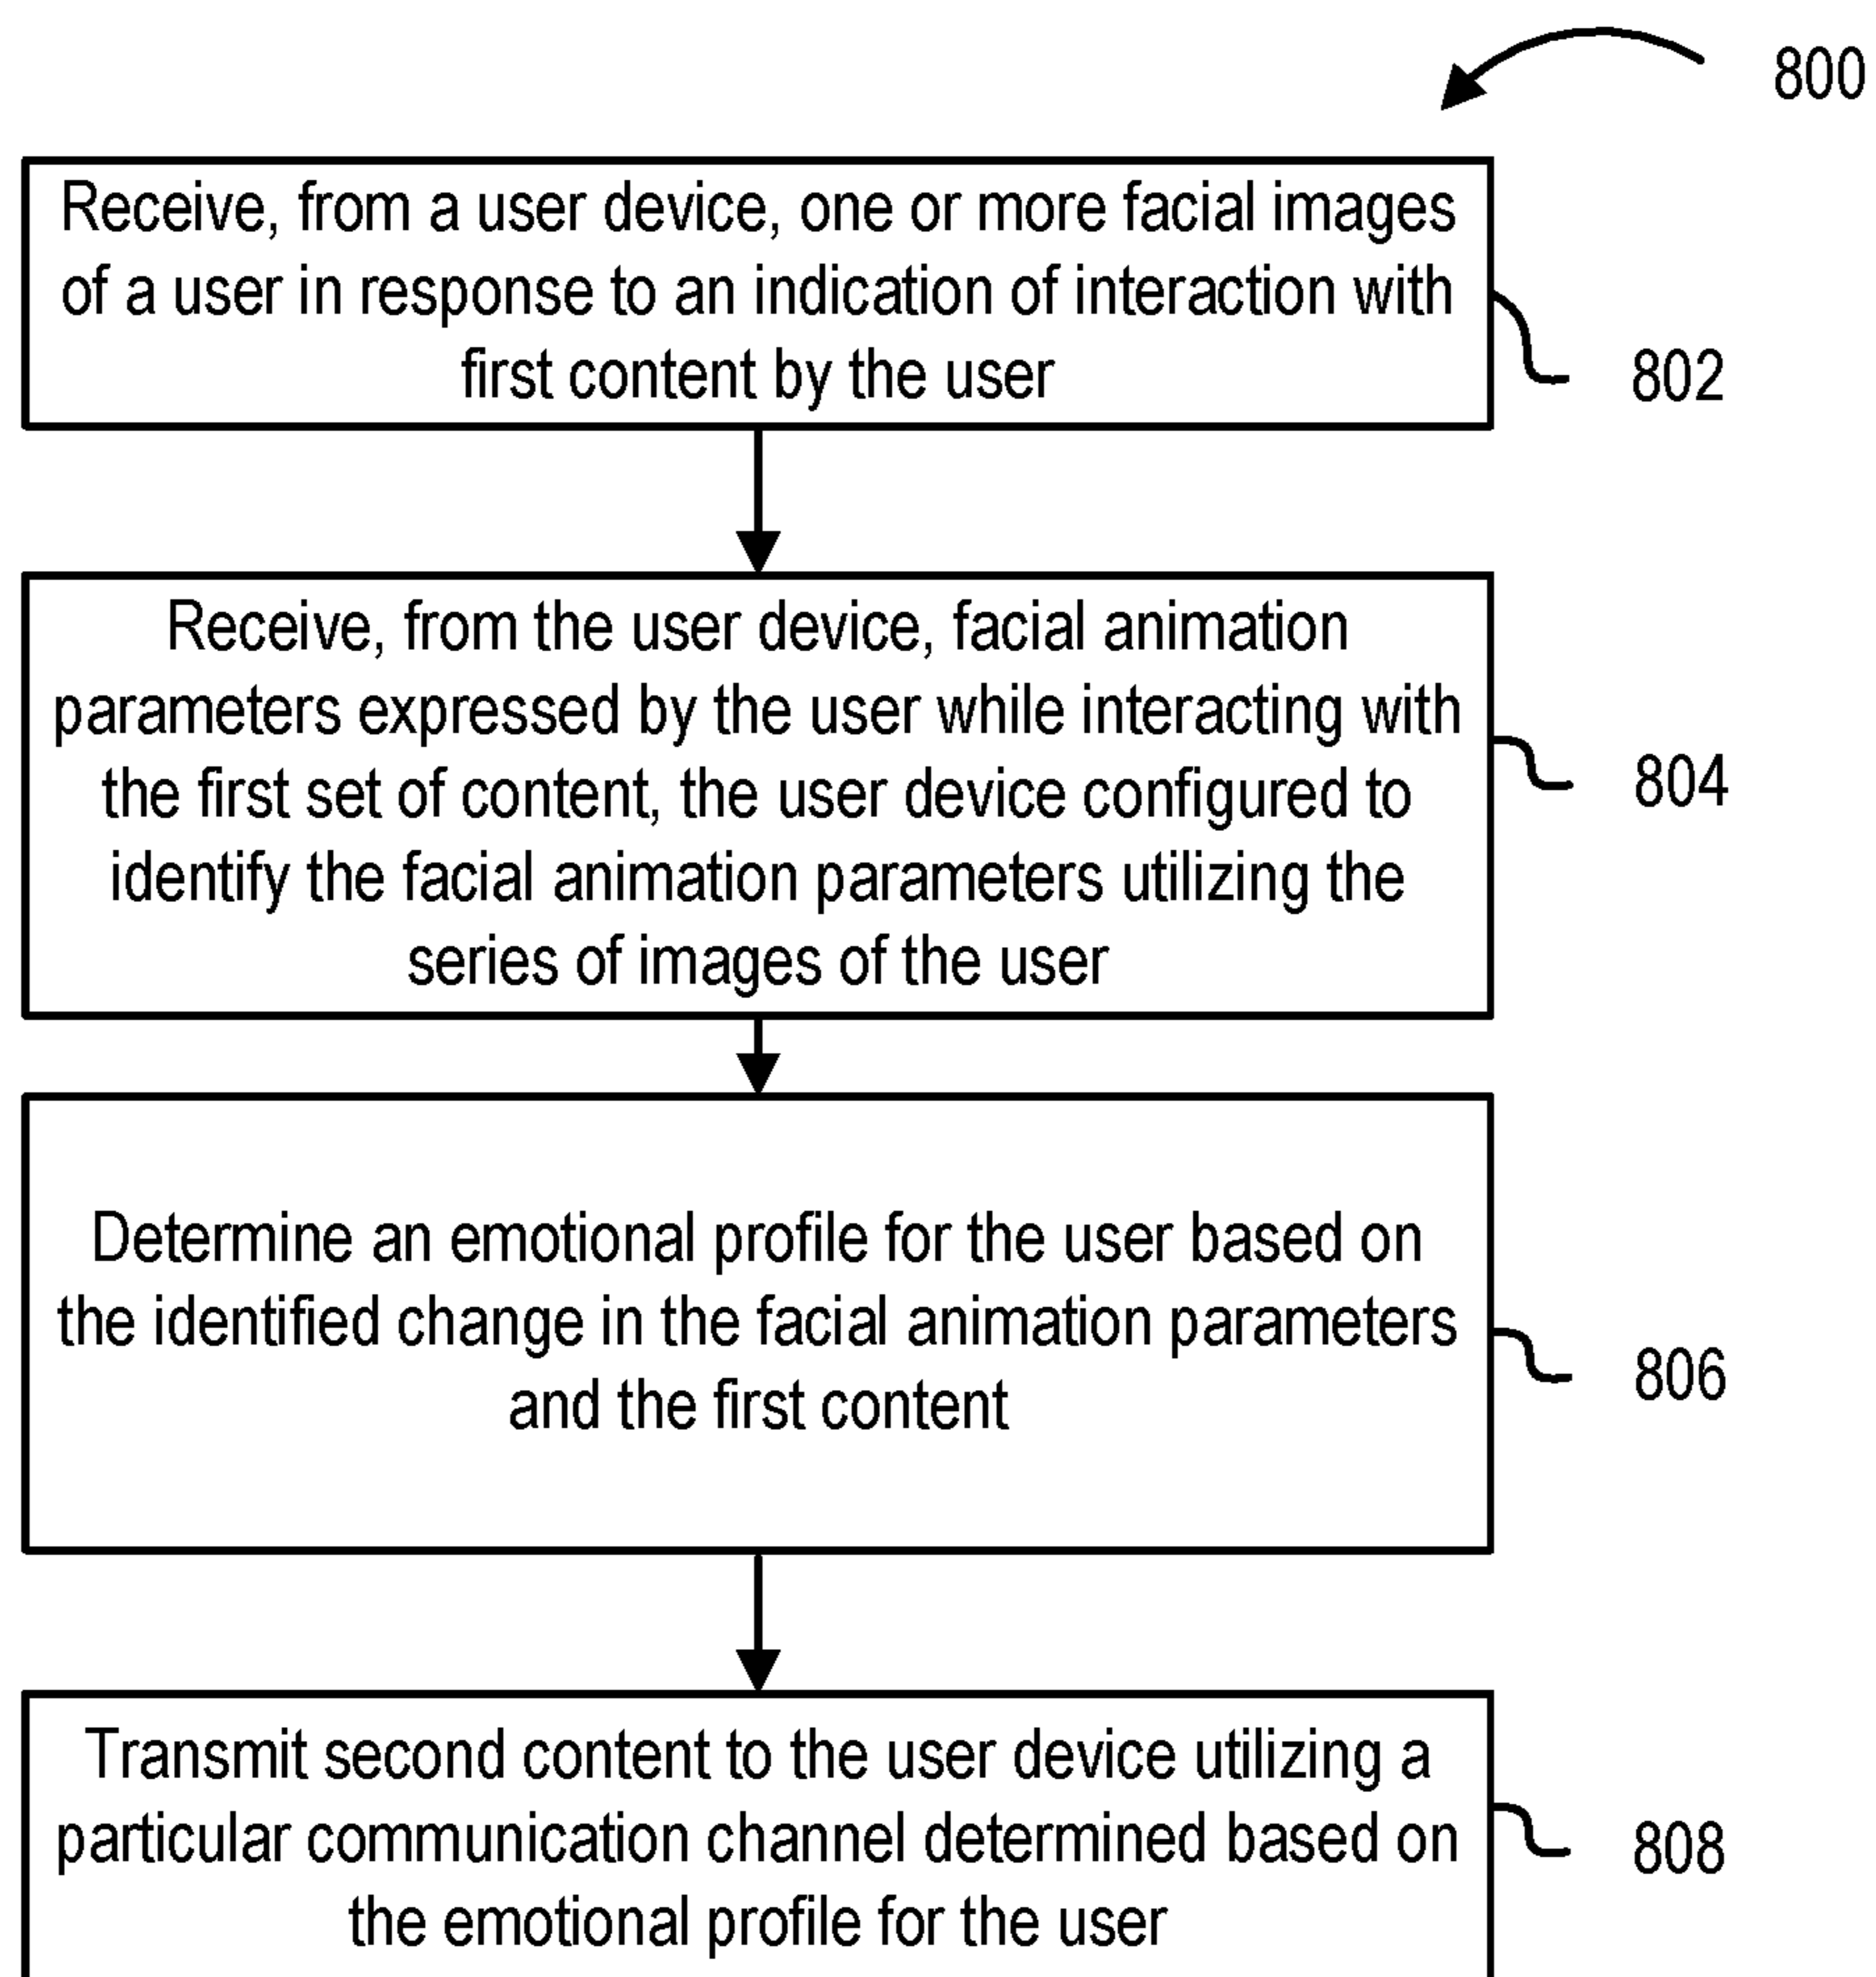 800
Receive, from a user device, one or more facial images
of a user in response to an indication of interaction with
first content by the user
802
Receive, from the user device, facial animation
parameters expressed by the user while interacting with
the first set of content, the user device configured to
identify the facial animation parameters utilizing the
series of images of the user
804
Determine an emotional profile for the user based on
the identified change in the facial animation parameters
and the first content
806
Transmit second content to the user device utilizing a
particular communication channel determined based on
the emotional profile for the user
808